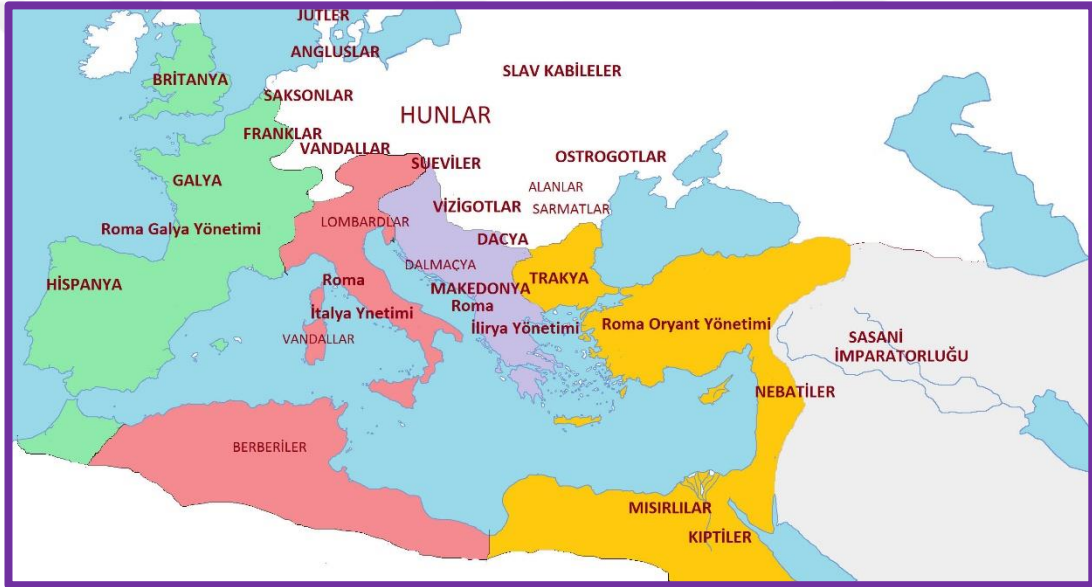 JÜTLER
ANGLUSLAR
SLAV KABİLELER
BRİTANYA
SAKSONLAR
HUNLAR
FRANKLAR
VANDALLAR
SUEVİLER
OSTROGOTLAR
GALYA
ALANLAR
VİZİGOTLAR
SARMATLAR
LOMBARDLAR
Roma Galya Yönetimi
DACYA
DALMAÇYA
HİSPANYA
Roma
MAKEDONYA
TRAKYA
Roma
İtalya Ynetimi
İlirya Yönetimi
Roma Oryant Yönetimi
VANDALLAR
SASANİ
İMPARATORLUĞU
NEBATİLER
BERBERİLER
MISIRLILAR
KIPTİLER